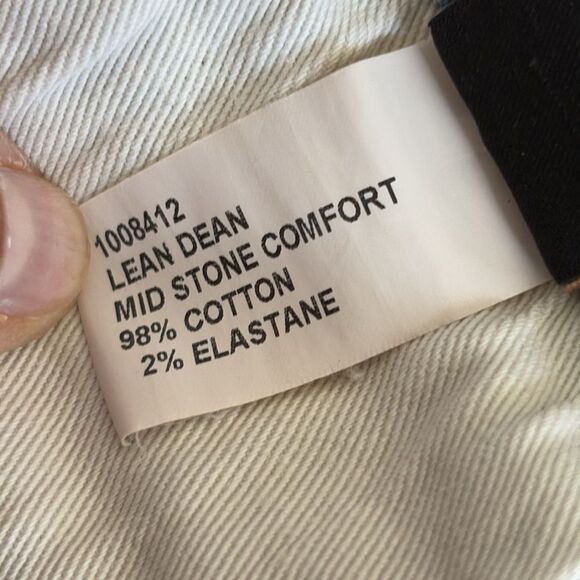 1008412
LEAN DEAN
MID STONE COMFORT
98% COTTON
2% ELASTANE